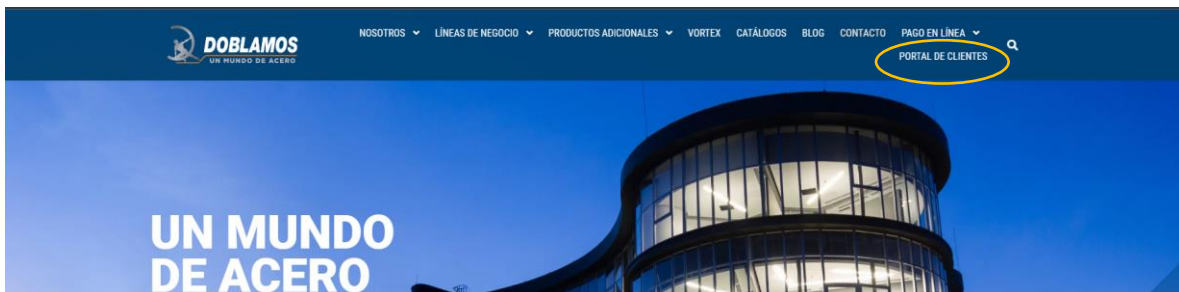 DOBLAMOS
UN MUNDO DE ACERO
NOSOTROS LÍNEAS DE NEGOCIO PRODUCTOS ADICIONALES VORTEX CATÁLOGOS BLOG CONTACTO PAGO EN LÍNEA
PORTAL DE CLIENTES
UN MUNDO
DE ACERO